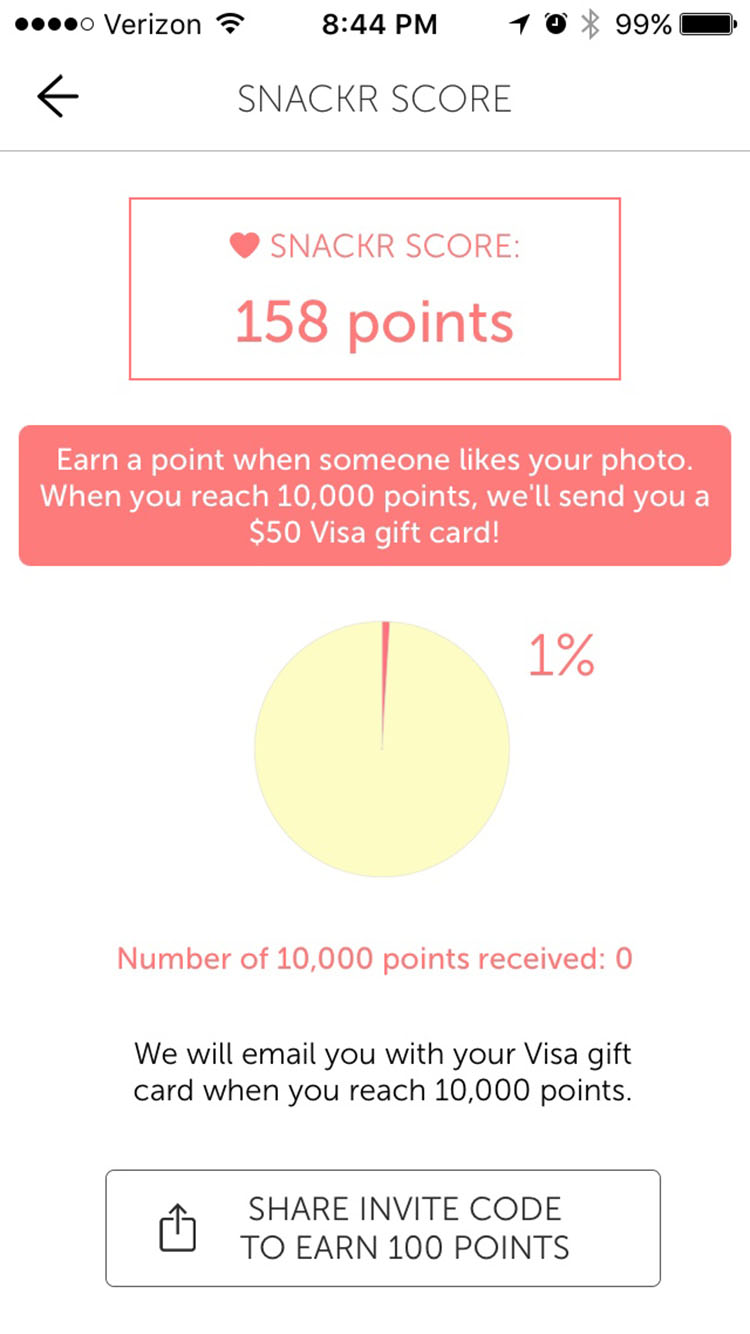 Verizon 8:44 PM 99%
SNACKR SCORE
SNACKR SCORE:
158 points
Earn a point when someone likes your photo.
When you reach 10,000 points, we'll send you a
$50 Visa gift card!
1%
Number of 10,000 points received: 0
We will email you with your Visa gift
card when you reach 10,000 points.
SHARE INVITE CODE
TO EARN 100 POINTS